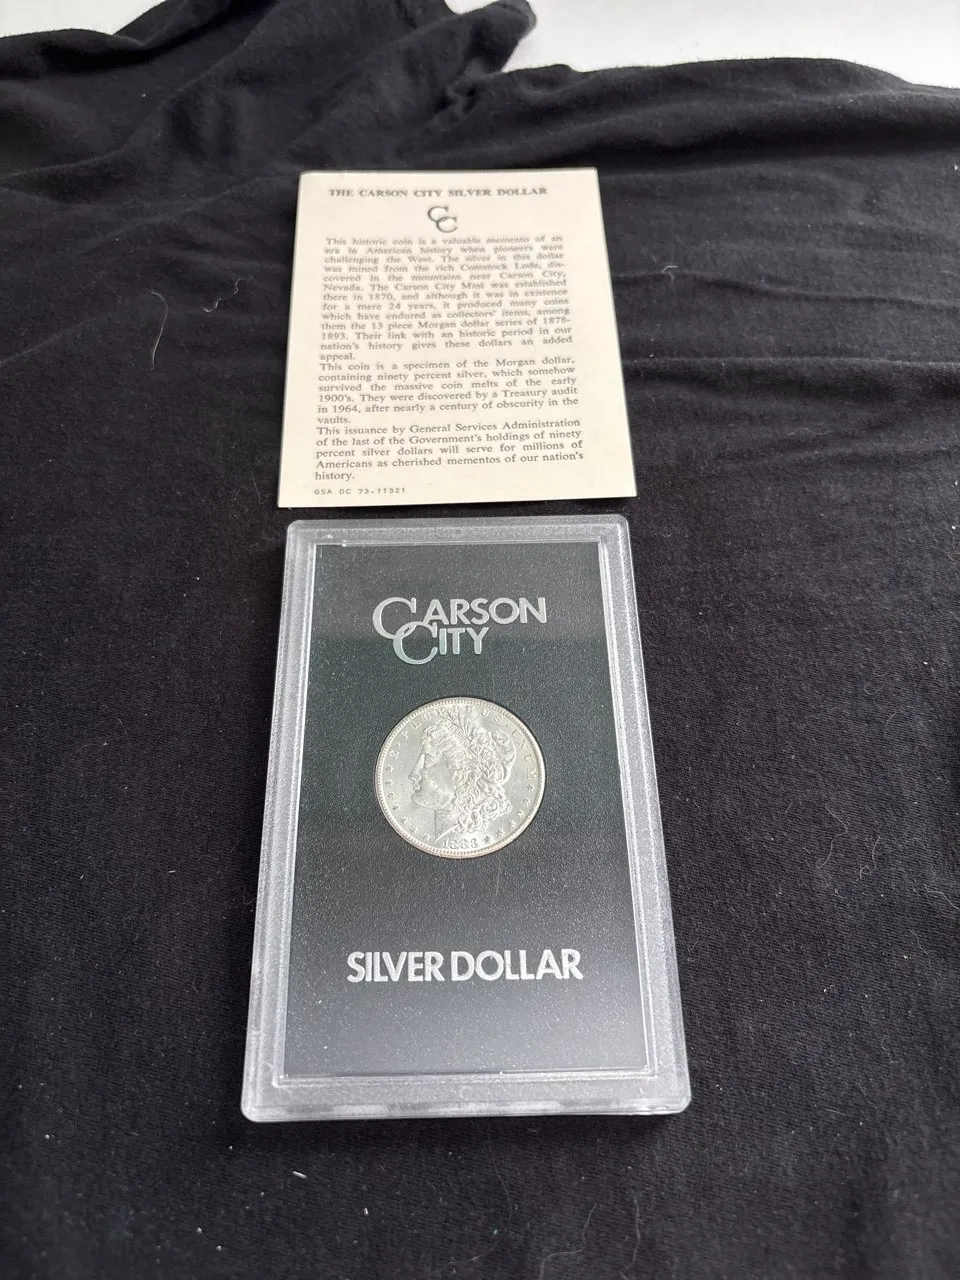 THE CARSON CITY SILVER DOLLAR
CC
This historic coin is a valuable memento of an
era in American history when pioneers were
challenging the West. The silver in this dollar
was mined from the rich Comstock Lode, dis-
covered in the mountains near Carson City,
Nevada. The Carson City Mint was established
there in 1870, and although it was in existence
for a mere 24 years, it produced many coins
which have endured as collectors' items, among
them the 13 piece Morgan dollar series of 1878-
1893. Their link with an historic period in our
nation's history gives these dollars an added
appeal.
This coin is a specimen of the Morgan dollar,
containing ninety percent silver, which somehow
survived the massive coin melts of the early
1900's. They were discovered by a Treasury audit
in 1964, after nearly a century of obscurity in the
vaults.
This issuance by General Services Administration
of the last of the Government's holdings of ninety
percent silver dollars will serve for millions of
Americans as cherished mementos of our nation's
history.
GSA DC 73-11321
CARSON
CITY
E PLURIBUS UNUM
SILVER DOLLAR